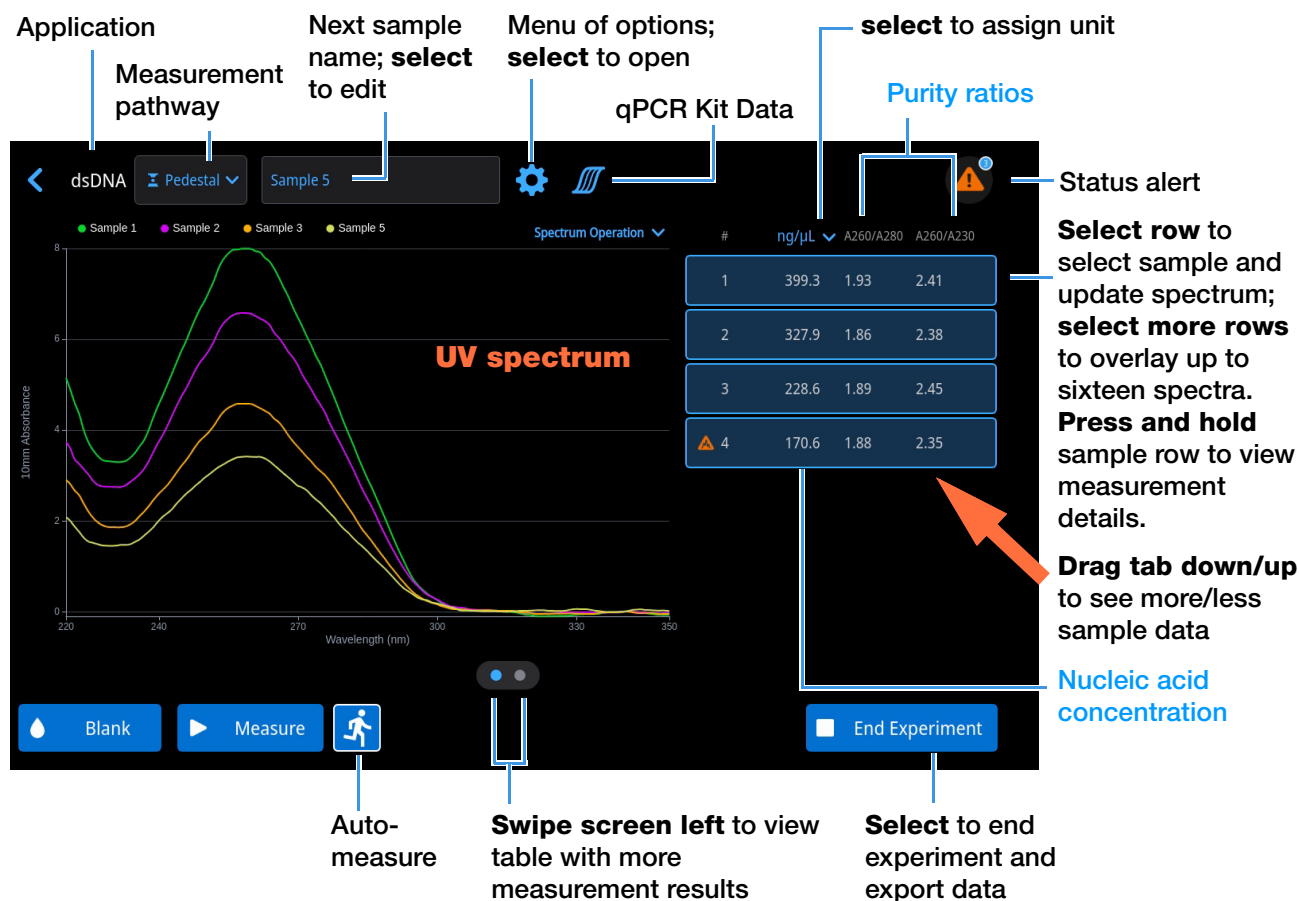 Application
Measurement
pathway
Next sample
name; select
to edit
Menu of options;
select to open
qPCR Kit Data
select to assign unit
Purity ratios
dsDNA
Pedestal
Sample 5
3
Status alert
Sample 1
Sample 2
Sample 3
Sample 5
Spectrum Operation
# ng/µL A260/A280 A260/A230
1 399.3 1.93 2.41
2 327.9 1.86 2.38
3 228.6 1.89 2.45
4 170.6 1.88 2.35
UV spectrum
8
6
4
2
0
10mm Absorbance
220 240 270 300 330 350
Wavelength (nm)
Select row to
select sample and
update spectrum;
select more rows
to overlay up to
sixteen spectra.
Press and hold
sample row to view
measurement
details.
Drag tab down/up
to see more/less
sample data
Nucleic acid
concentration
Blank
Measure
End Experiment
Auto-
measure
Swipe screen left to view
table with more
measurement results
Select to end
experiment and
export data